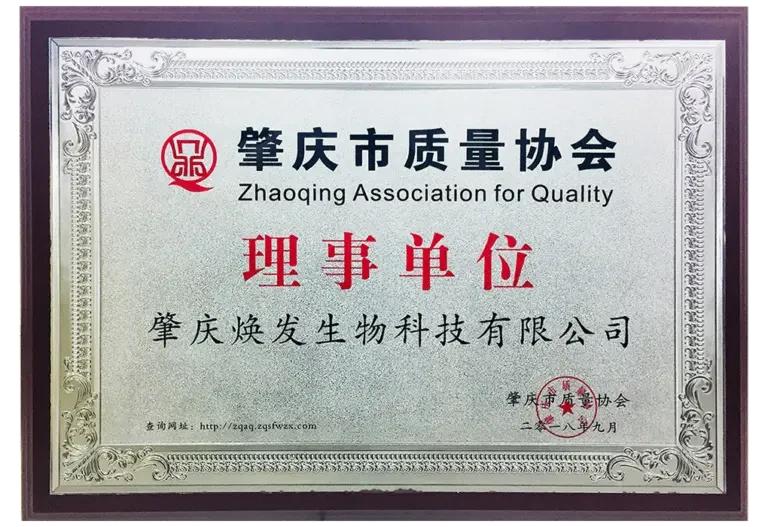 肇庆市质量协会
Zhaoqing Association for Quality
理事单位
肇庆焕发生物科技有限公司
肇庆市质量协会
二〇一八年九月
查询网址：http://zqaq.zqsfwzx.com